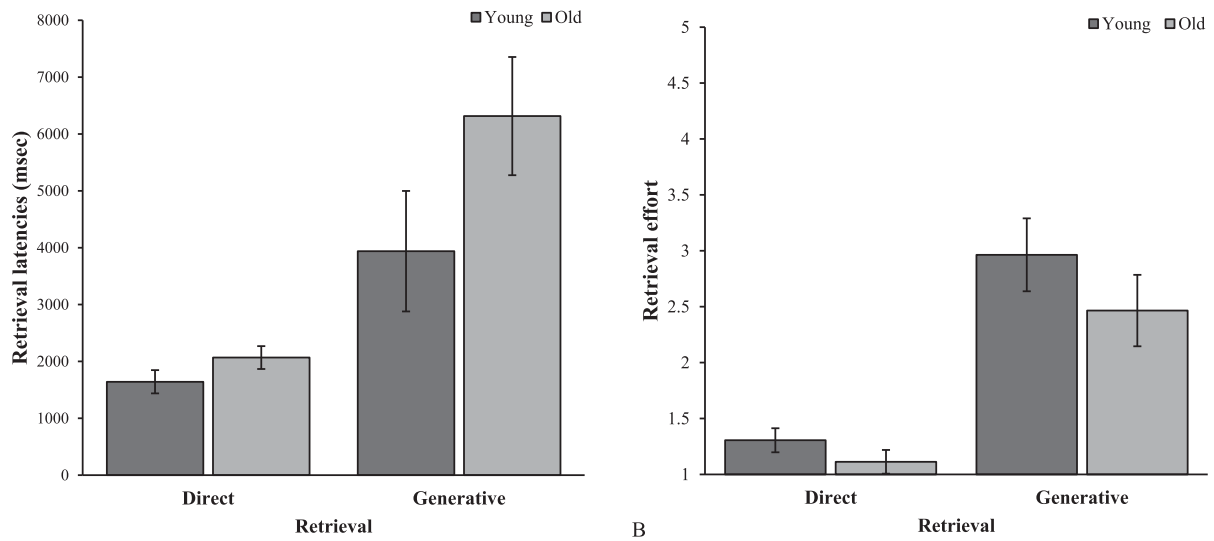 Young Old
8000
7000
6000
5000
4000
3000
2000
1000
0
Retrieval latencies (msec)
Direct Generative
Retrieval
B
Young Old
5
4.5
4
3.5
3
2.5
2
1.5
1
Retrieval effort
Direct Generative
Retrieval